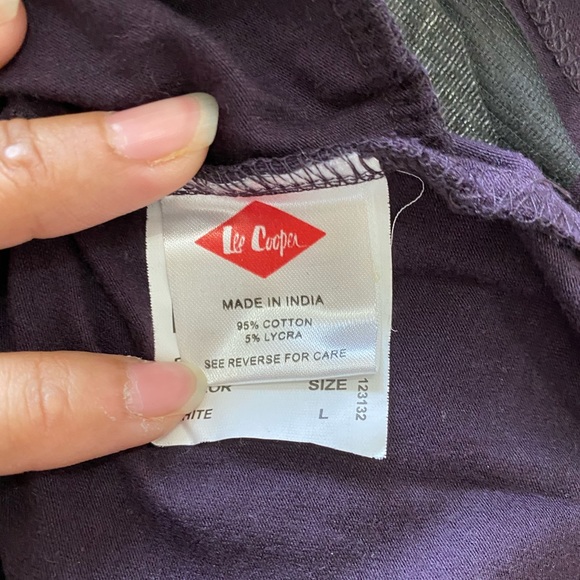 Lee Cooper
MADE IN INDIA
95% COTTON
5% LYCRA
SEE REVERSE FOR CARE
SIZE
L
123132